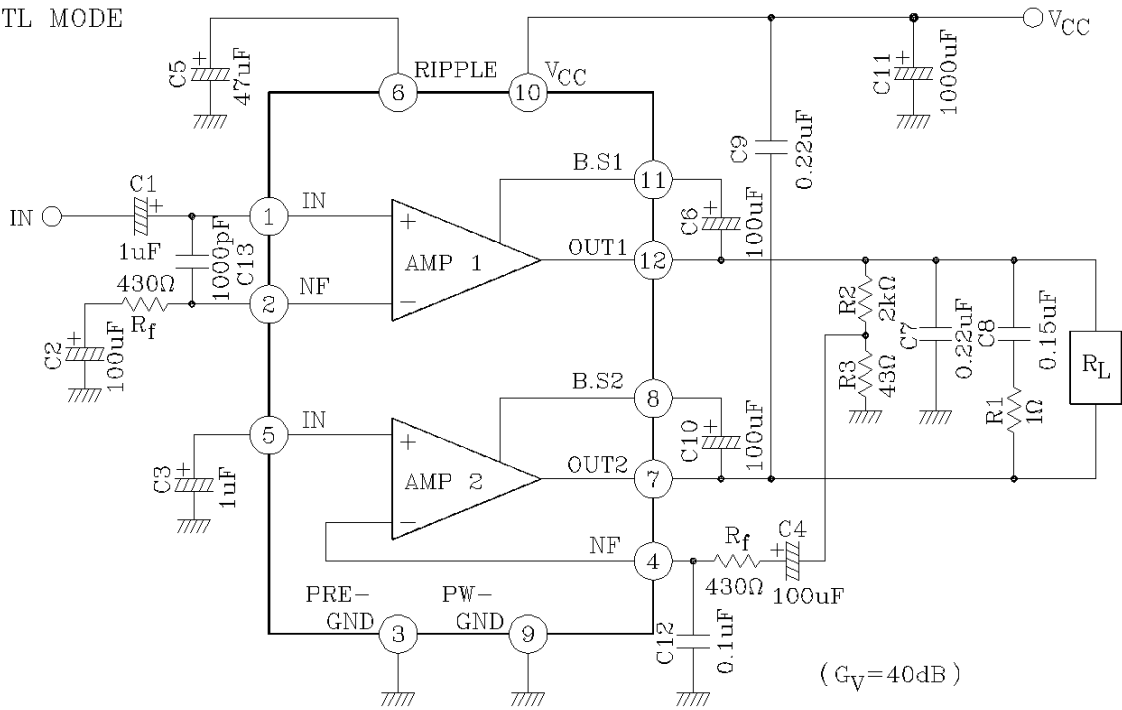 TL MODE
VCC
C5
47uF
RIPPLE
VCC
6
10
C11
1000uF
C9
0.22uF
B.S1
11
C6
100uF
IN
C1
1uF
1
IN
1000pF
C13
AMP 1
OUT1
12
430Ω
Rf
2
NF
C2
100uF
R2
2kΩ
R3
43Ω
C7
0.22uF
C8
0.15uF
R1
1Ω
RL
B.S2
8
C10
100uF
5
IN
C3
1uF
AMP 2
OUT2
7
NF
4
Rf
430Ω
C4
100uF
C12
0.1uF
PRE-
GND
3
PW-
GND
9
(GV=40dB)